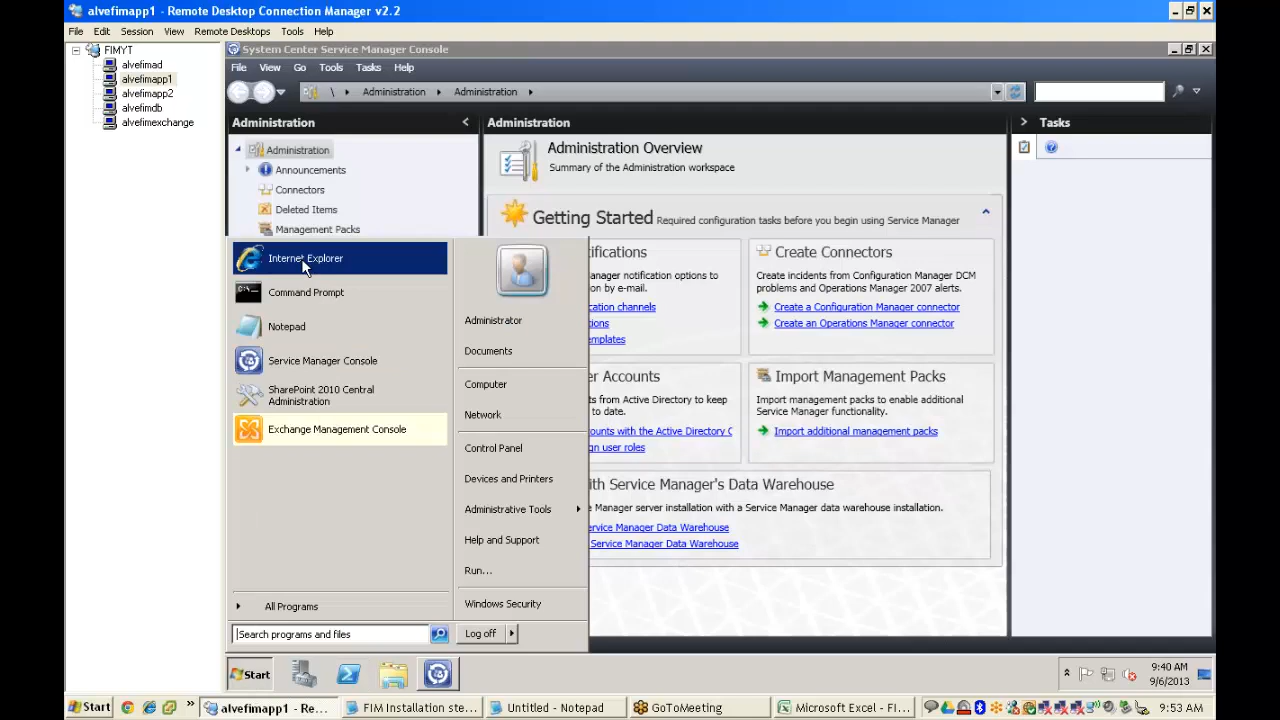 alvefimapp1 - Remote Desktop Connection Manager v2.2
File Edit Session View Remote Desktops Tools Help
FIMYT
alvefimad
alvefimapp1
alvefimapp2
alvefimdb
alvefimexchange
System Center Service Manager Console
File View Go Tools Tasks Help
\ Administration Administration
Administration
Administration
Announcements
Connectors
Deleted Items
Management Packs
Administration
Administration Overview
Summary of the Administration workspace
Getting Started Required configuration tasks before you begin using Service Manager
ifications
manager notification options to
on by e-mail.
cation channels
tions
emplates
Create Connectors
Create incidents from Configuration Manager DCM
problems and Operations Manager 2007 alerts.
Create a Configuration Manager connector
Create an Operations Manager connector
er Accounts
ts from Active Directory to keep
to date.
ounts with the Active Directory C
gn user roles
Import Management Packs
Import management packs to enable additional
Service Manager functionality.
Import additional management packs
ith Service Manager's Data Warehouse
e Manager server installation with a Service Manager data warehouse installation.
ervice Manager Data Warehouse
Service Manager Data Warehouse
Tasks
Internet Explorer
Command Prompt
Notepad
Service Manager Console
SharePoint 2010 Central
Administration
Exchange Management Console
All Programs
Search programs and files
Administrator
Documents
Computer
Network
Control Panel
Devices and Printers
Administrative Tools
Help and Support
Run...
Windows Security
Log off
Start
9:40 AM
9/6/2013
Start
alvefimapp1 - Re...
FIM Installation ste...
Untitled - Notepad
GoToMeeting
Microsoft Excel - FI...
9:53 AM